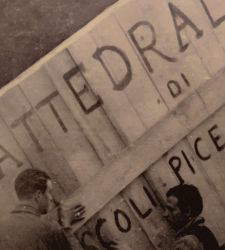 ATTEDRAL
DI
SCOLI PICE